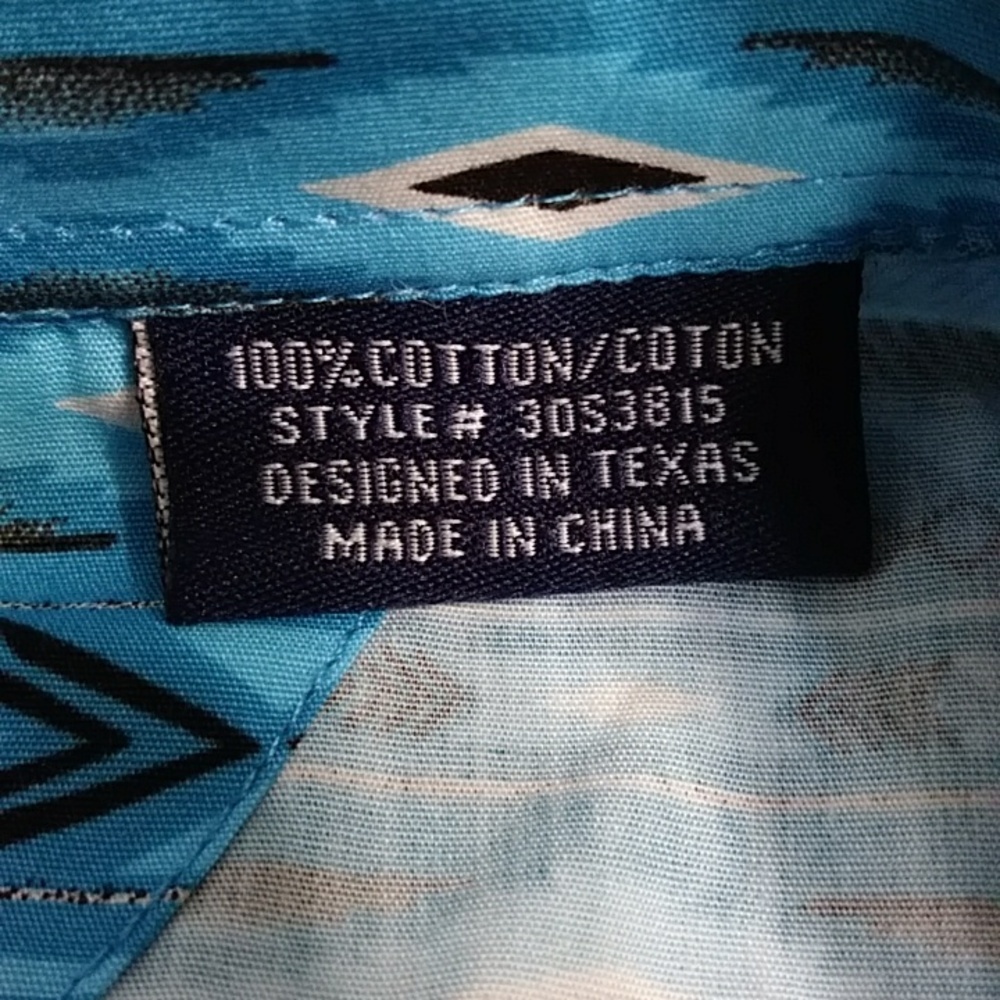 100% COTTON/COTON
STYLE # 30S3815
DESIGNED IN TEXAS
MADE IN CHINA